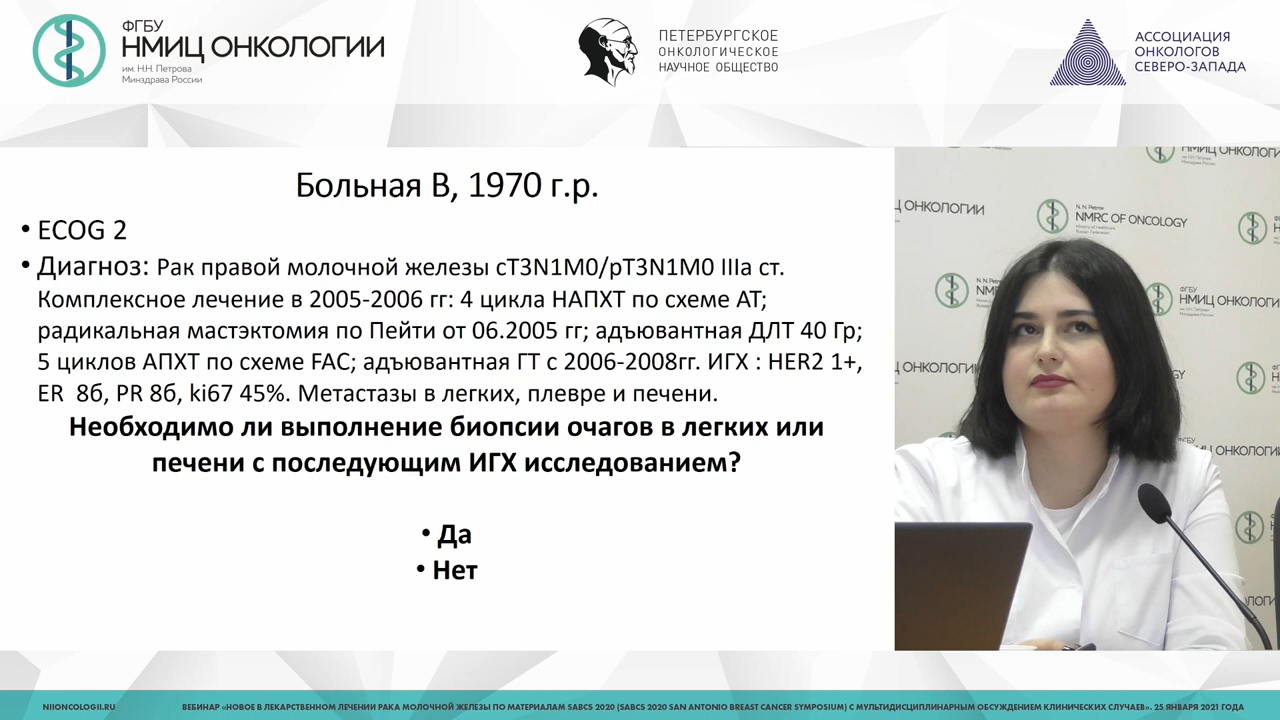 ФГБУ
НМИЦ ОНКОЛОГИИ
им. Н.Н. Петрова
Минздрава России
ПЕТЕРБУРГСКОЕ
ОНКОЛОГИЧЕСКОЕ
НАУЧНОЕ ОБЩЕСТВО
АССОЦИАЦИЯ
ОНКОЛОГОВ
СЕВЕРО-ЗАПАДА
Больная В, 1970 г.р.
• ECOG 2
• Диагноз: Рак правой молочной железы cT3N1M0/pT3N1M0 IIIa ст.
Комплексное лечение в 2005-2006 гг: 4 цикла НАПХТ по схеме АТ;
радикальная мастэктомия по Пейти от 06.2005 гг; адъювантная ДЛТ 40 Гр;
5 циклов АПХТ по схеме FAC; адъювантная ГТ с 2006-2008гг. ИГХ : HER2 1+,
ER 8б, PR 8б, ki67 45%. Метастазы в легких, плевре и печени.
Необходимо ли выполнение биопсии очагов в легких или
печени с последующим ИГХ исследованием?
• Да
• Нет
Ц ОНКОЛОГИИ
N. N. Petrov
NMRC OF ONCOLOGY
Ministry of Healthcare
Russian Federation
НМИЦ ОНКОЛОГИИ
NIIONCOLOGII.RU
ВЕБИНАР «НОВОЕ В ЛЕКАРСТВЕННОМ ЛЕЧЕНИИ РАКА МОЛОЧНОЙ ЖЕЛЕЗЫ ПО МАТЕРИАЛАМ SABCS 2020 (SABCS 2020 SAN ANTONIO BREAST CANCER SYMPOSIUM) С МУЛЬТИДИСЦИПЛИНАРНЫМ ОБСУЖДЕНИЕМ КЛИНИЧЕСКИХ СЛУЧАЕВ». 25 ЯНВАРЯ 2021 ГОДА